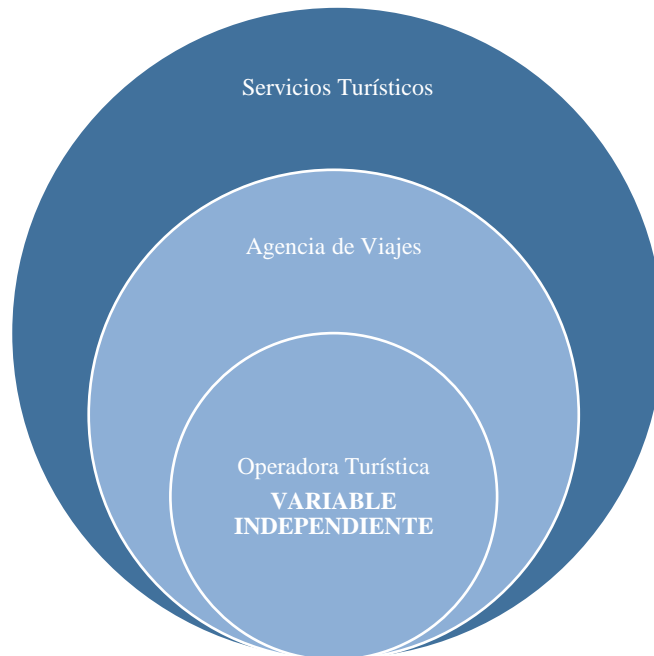 Servicios Turísticos
Agencia de Viajes
Operadora Turística
VARIABLE
INDEPENDIENTE